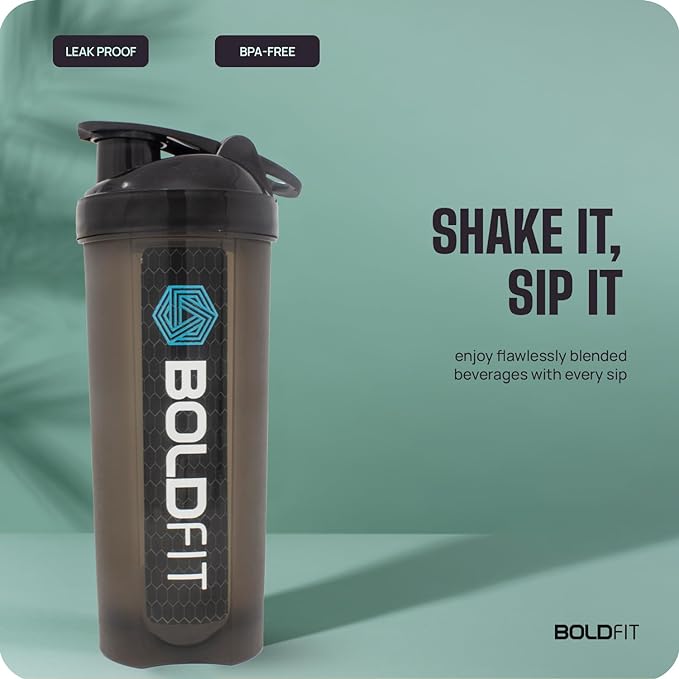 LEAK PROOF
BPA-FREE
SHAKE IT,
SIP IT
enjoy flawlessly blended
beverages with every sip
BOLDFIT
BOLDFIT